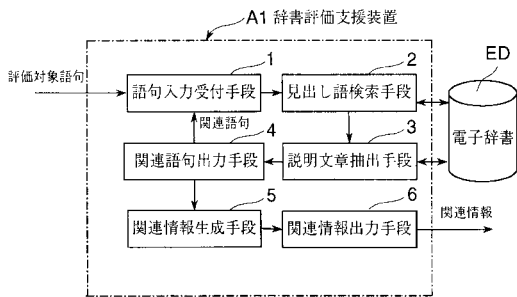 A1 辞書評価支援装置
評価対象語句
1
語句入力受付手段
2
見出し語検索手段
ED
電子辞書
関連語句
4
関連語句出力手段
3
説明文章抽出手段
5
関連情報生成手段
6
関連情報出力手段
関連情報